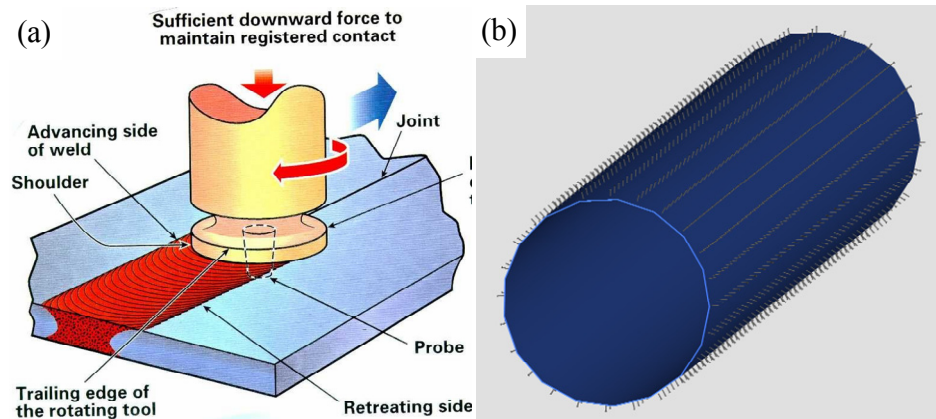 (a)
Sufficient downward force to
maintain registered contact
Advancing side
of weld
Shoulder
Joint
Probe
Trailing edge of
the rotating tool
Retreating side
(b)